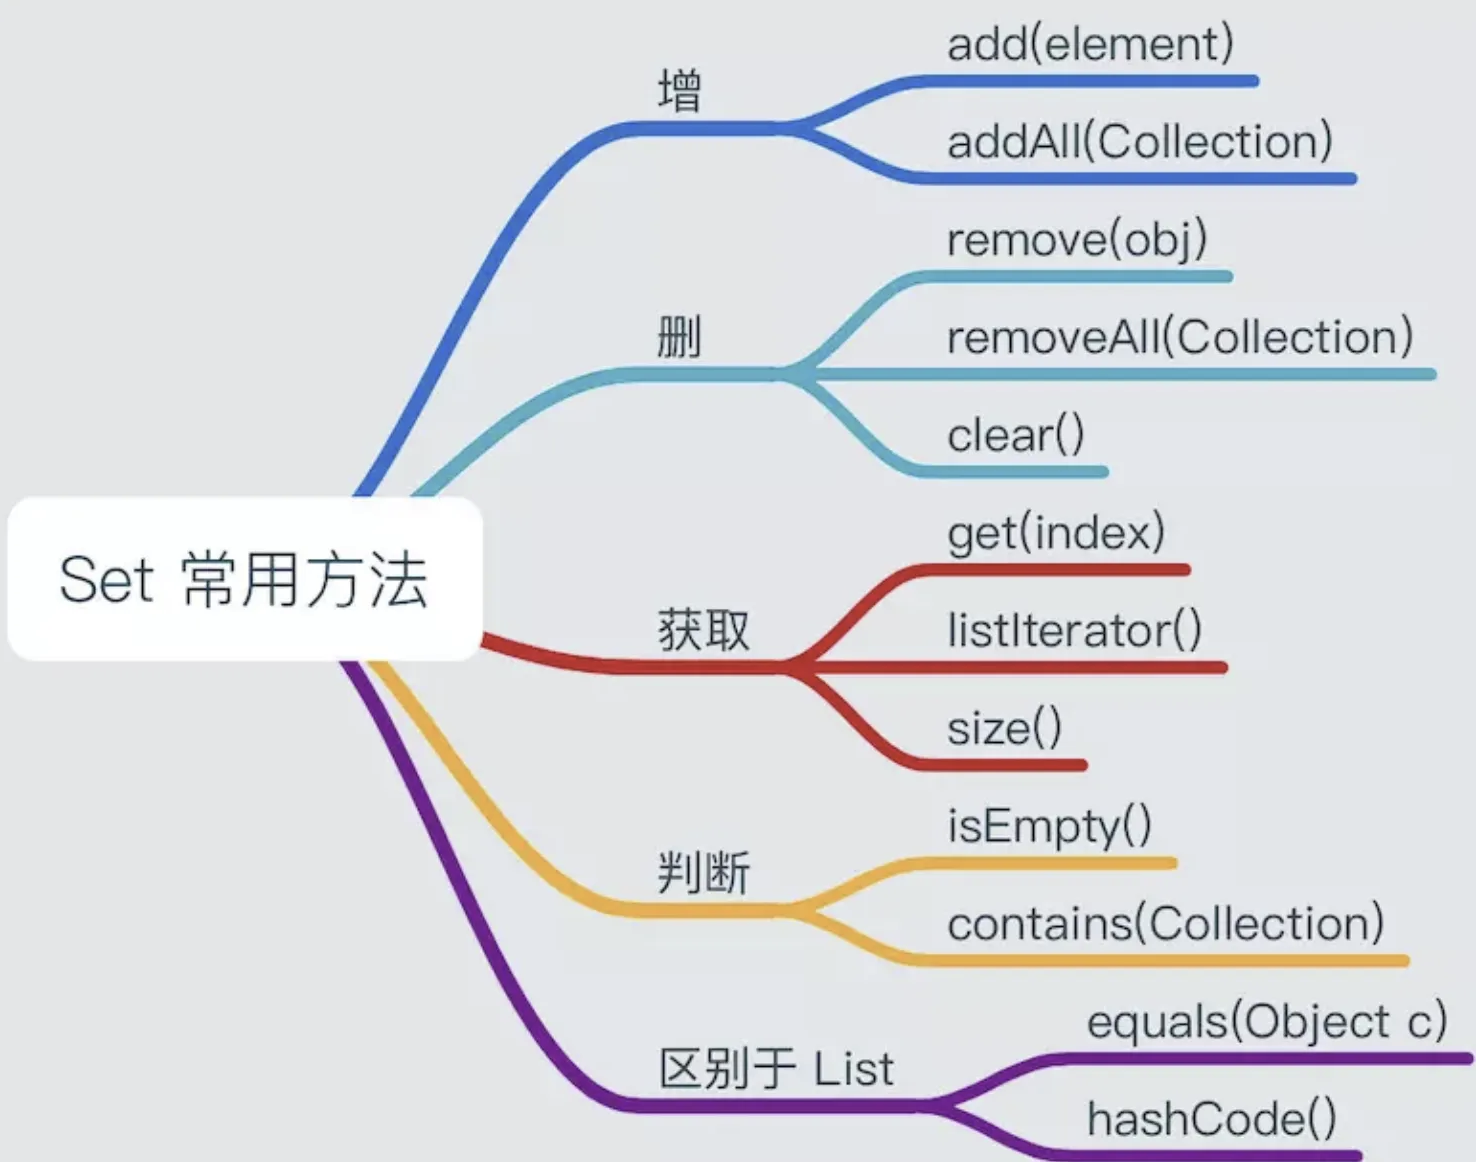 Set 常用方法
增
add(element)
addAll(Collection)
删
remove(obj)
removeAll(Collection)
clear()
获取
get(index)
listIterator()
size()
判断
isEmpty()
contains(Collection)
区别于 List
equals(Object c)
hashCode()